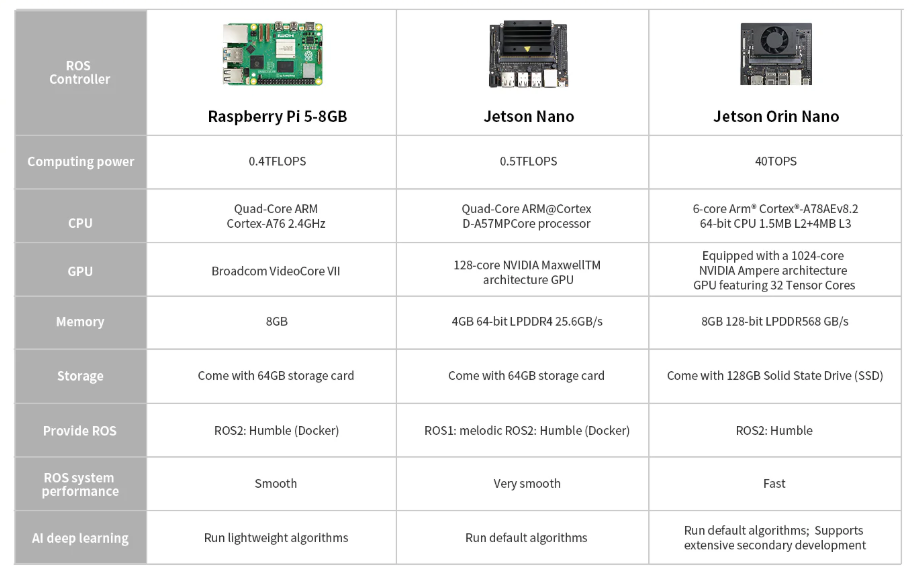 ROS
Controller
Raspberry Pi 5-8GB
Jetson Nano
Jetson Orin Nano
Computing power
0.4TFLOPS
0.5TFLOPS
40TOPS
CPU
Quad-Core ARM
Cortex-A76 2.4GHz
Quad-Core ARM@Cortex
D-A57MPCore processor
6-core Arm® Cortex®-A78AEv8.2
64-bit CPU 1.5MB L2+4MB L3
GPU
Broadcom VideoCore VII
128-core NVIDIA MaxwellTM
architecture GPU
Equipped with a 1024-core
NVIDIA Ampere architecture
GPU featuring 32 Tensor Cores
Memory
8GB
4GB 64-bit LPDDR4 25.6GB/s
8GB 128-bit LPDDR568 GB/s
Storage
Come with 64GB storage card
Come with 64GB storage card
Come with 128GB Solid State Drive (SSD)
Provide ROS
ROS2: Humble (Docker)
ROS1: melodic ROS2: Humble (Docker)
ROS2: Humble
ROS system
performance
Smooth
Very smooth
Fast
AI deep learning
Run lightweight algorithms
Run default algorithms
Run default algorithms;  Supports
extensive secondary development